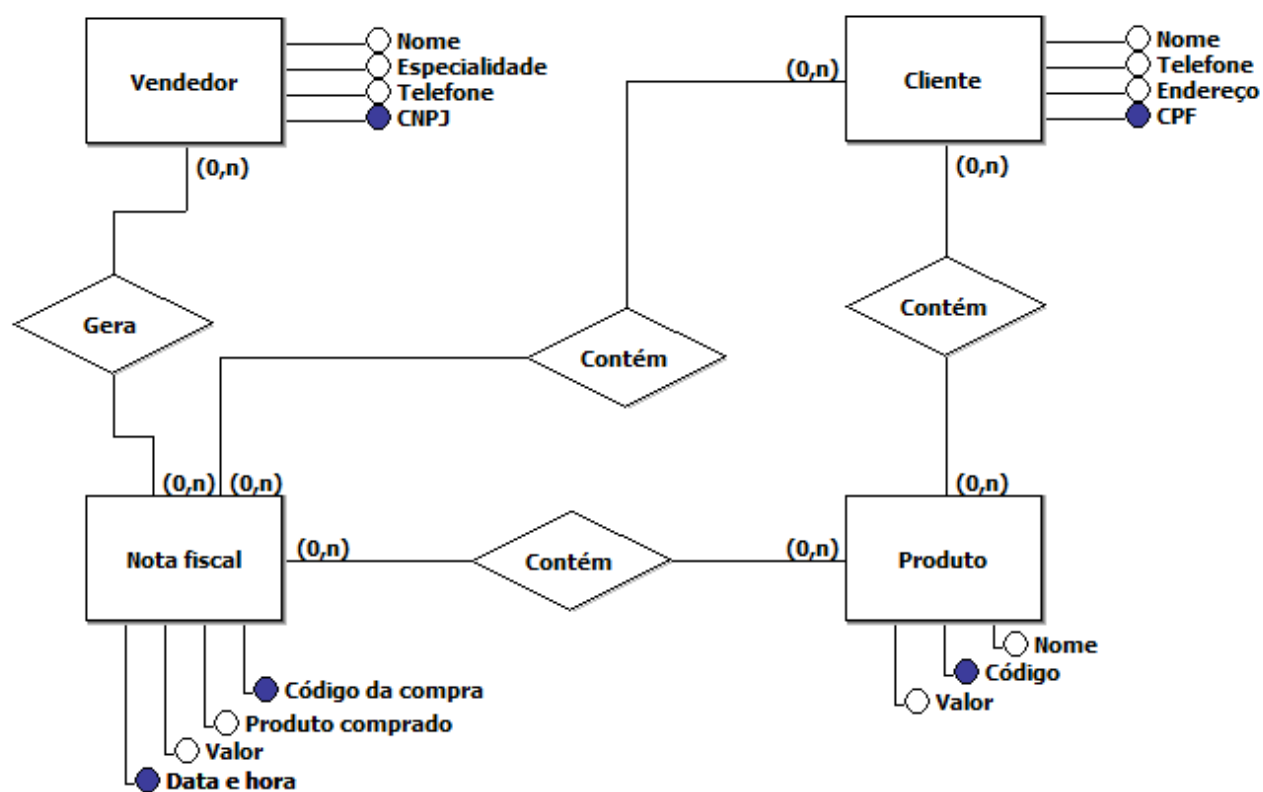 Vendedor
Nome
Especialidade
Telefone
CNPJ
(0,n)
Cliente
Nome
Telefone
Endereço
CPF
(0,n)
(0,n)
Gera
Contém
Contém
(0,n)
(0,n)
(0,n)
Nota fiscal
(0,n)
Contém
(0,n)
Produto
Código da compra
Produto comprado
Valor
Data e hora
Nome
Código
Valor